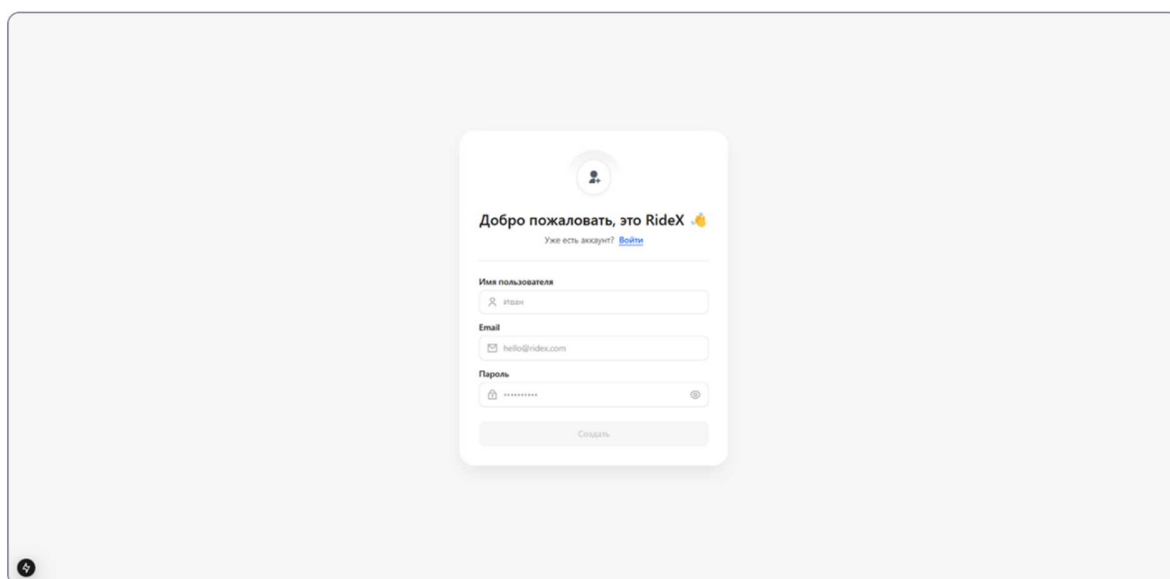 Добро пожаловать, это RideX 👋
Уже есть аккаунт? Войти
Имя пользователя
Иван
Email
hello@ridex.com
Пароль
••••••••••
Создать